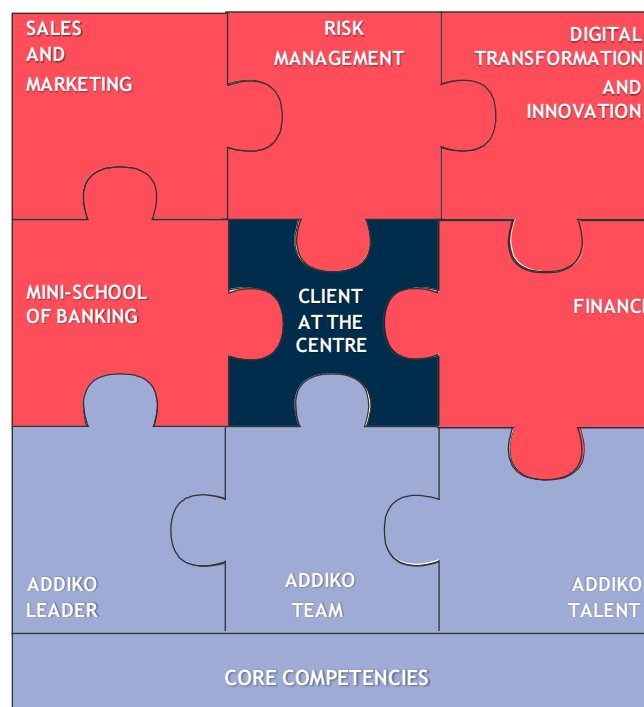 SALES
AND
MARKETING
RISK
MANAGEMENT
DIGITAL
TRANSFORMATION
AND
INNOVATION
MINI-SCHOOL
OF BANKING
CLIENT
AT THE
CENTRE
FINANC
ADDIKO
LEADER
ADDIKO
TEAM
ADDIKO
TALENT
CORE COMPETENCIES